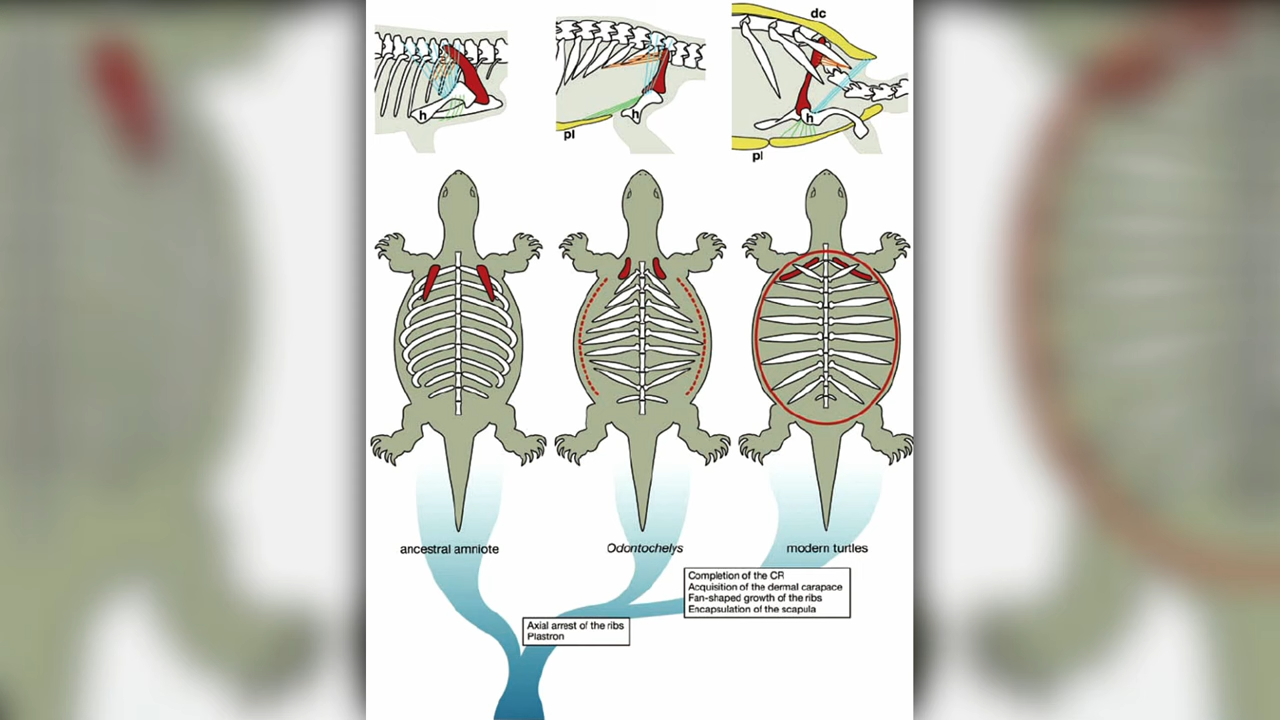 dc
h
h
h
pl
pl
ancestral amniote
Odontochelys
modern turtles
Completion of the CR
Acquisition of the dermal carapace
Fan-shaped growth of the ribs
Encapsulation of the scapula
Axial arrest of the ribs
Plastron